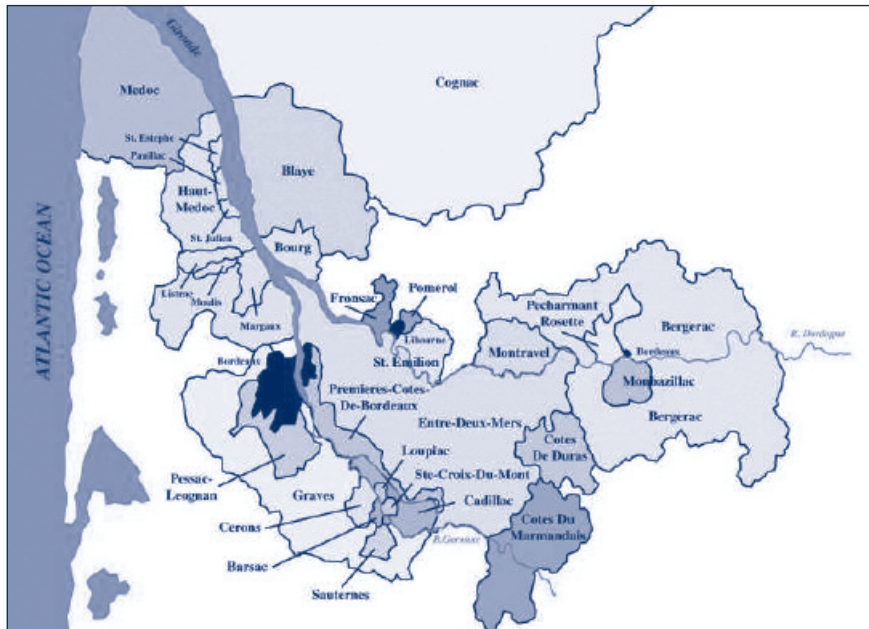 Gironde
Cognac
Medoc
St. Estephe
Pauillac
Blaye
Haut-
Medoc
St. Julien
Bourg
ATLANTIC OCEAN
Listrac
Moulis
Margaux
Fronsac
Pomerol
Libourne
St. Emilion
Pecharmant
Rosette
Bergerac
Montravel
Bordeaux
R. Dordogne
Monbazillac
Bergerac
Bordeaux
Premieres-Cotes-
De-Bordeaux
Entre-Deux-Mers
Cotes
De Duras
Loupiac
Ste-Croix-Du-Mont
Pessac-
Leognan
Graves
Cadillac
Cerons
Cotes Du
Marmandais
Barsac
Sauternes